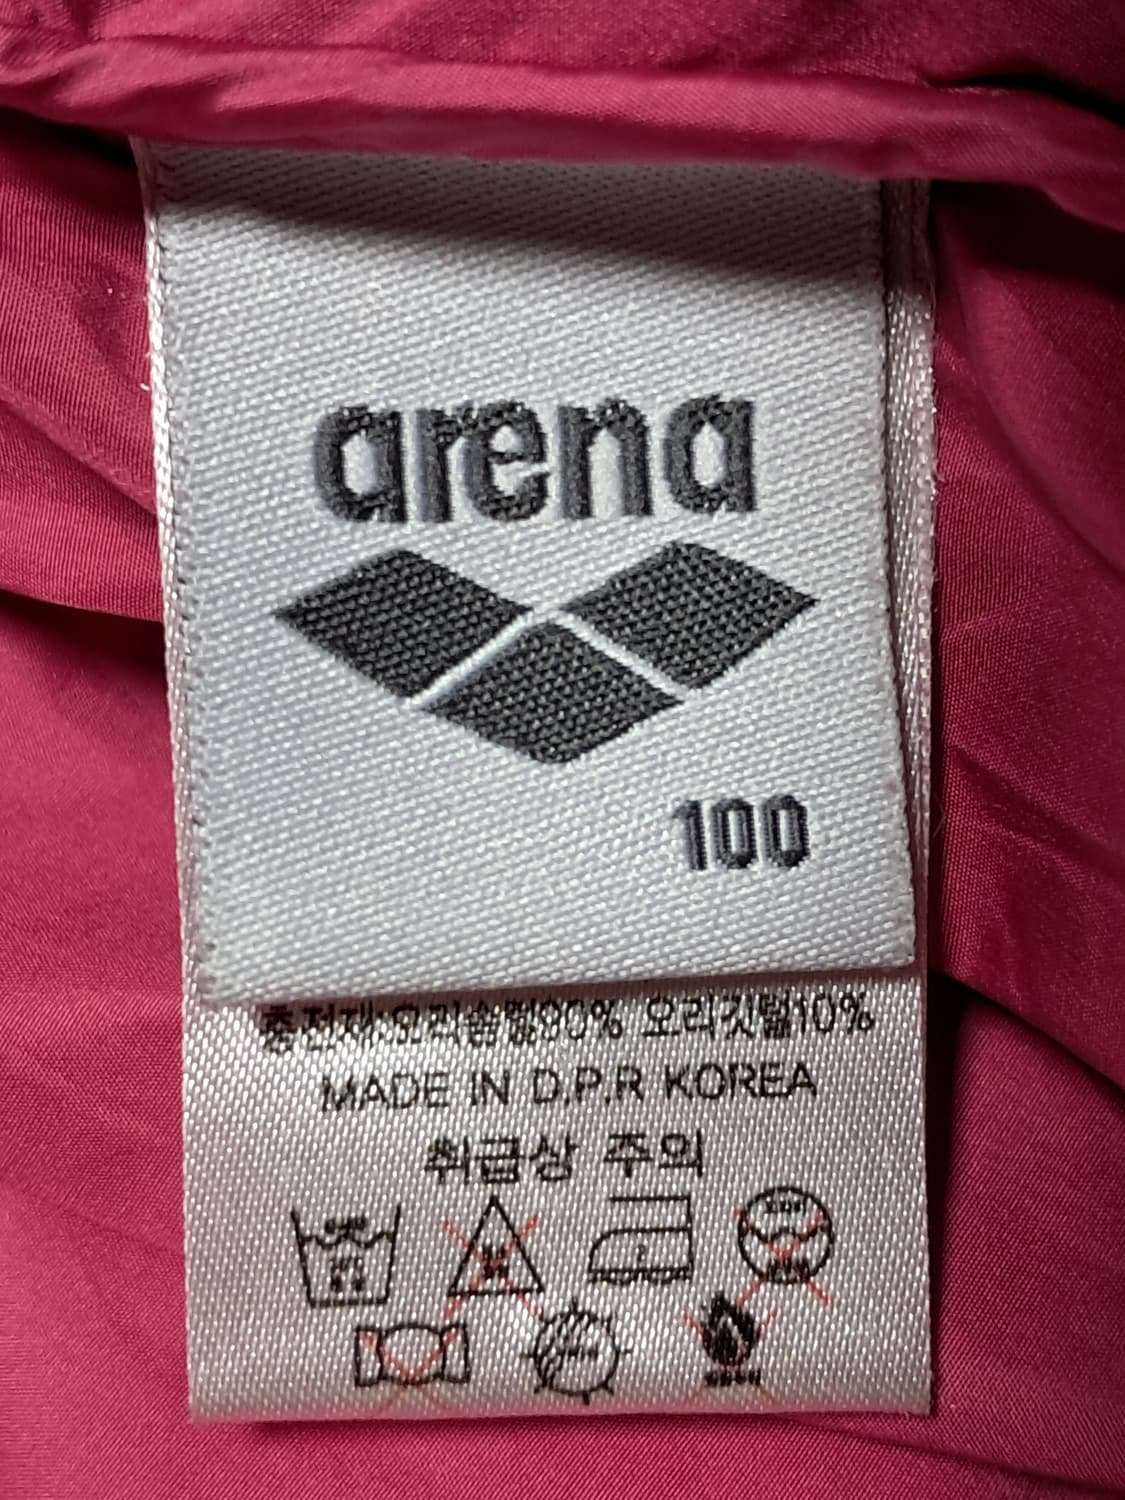 arena
100
충전재:오리솜털90% 오리깃털10%
MADE IN D.P.R KOREA
취급상 주의